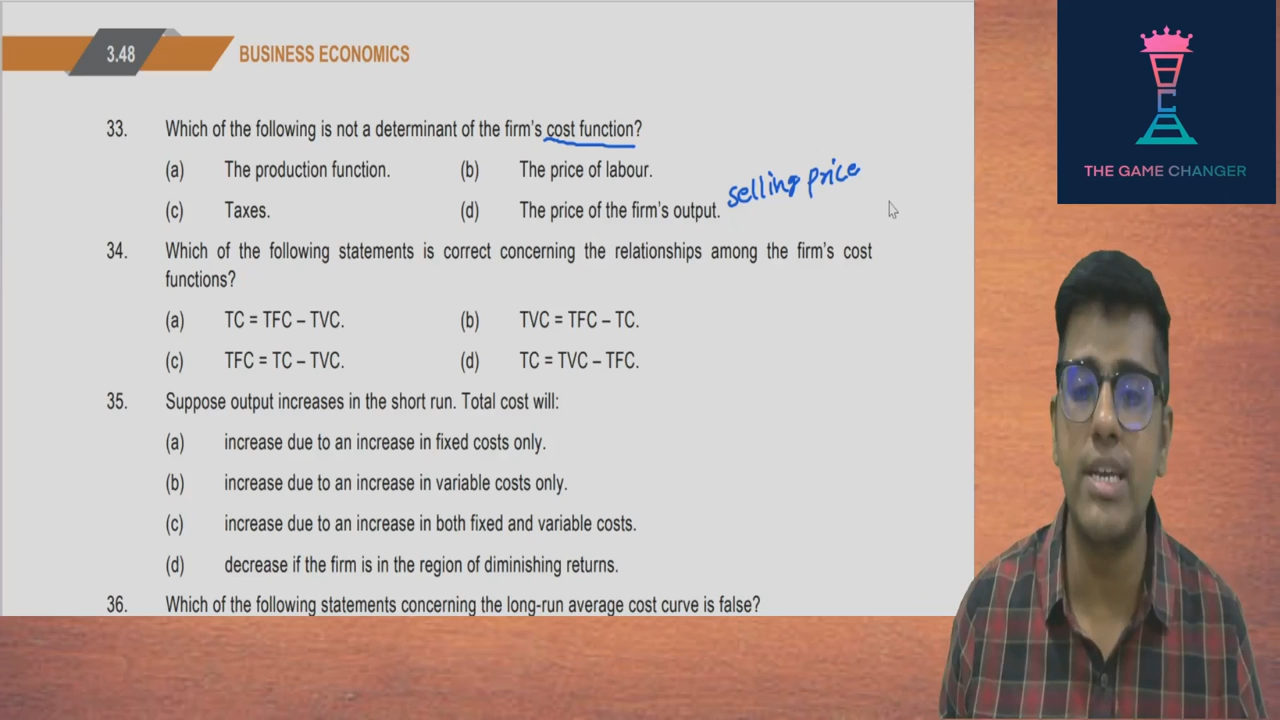 3.48 BUSINESS ECONOMICS
33. Which of the following is not a determinant of the firm's cost function?
(a) The production function. (b) The price of labour.
(c) Taxes. (d) The price of the firm's output. selling price
34. Which of the following statements is correct concerning the relationships among the firm's cost
functions?
(a) TC = TFC – TVC. (b) TVC = TFC – TC.
(c) TFC = TC – TVC. (d) TC = TVC – TFC.
35. Suppose output increases in the short run. Total cost will:
(a) increase due to an increase in fixed costs only.
(b) increase due to an increase in variable costs only.
(c) increase due to an increase in both fixed and variable costs.
(d) decrease if the firm is in the region of diminishing returns.
36. Which of the following statements concerning the long-run average cost curve is false?
THE GAME CHANGER